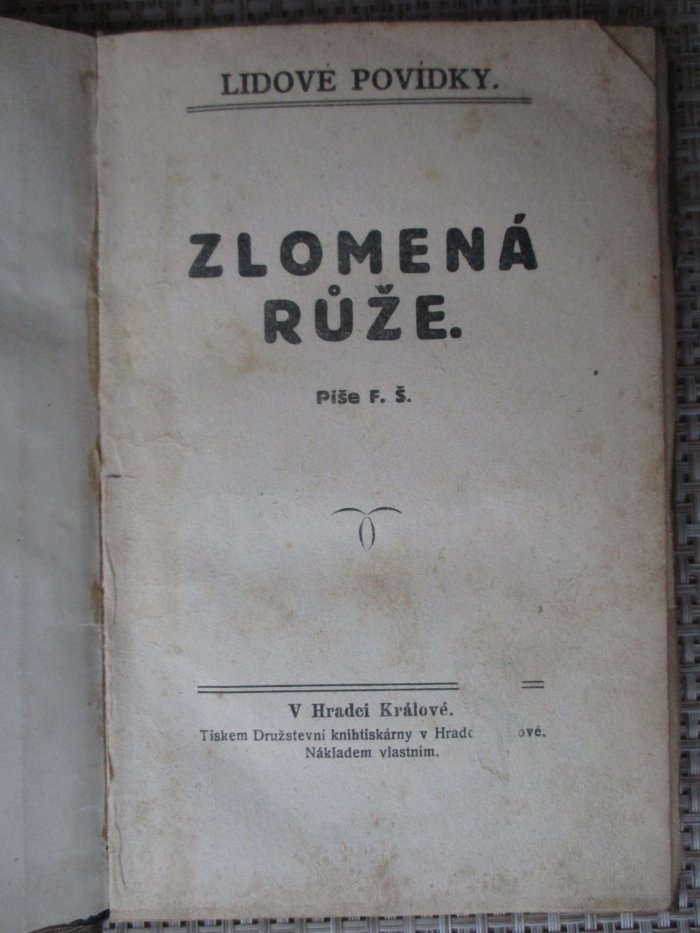 LIDOVÉ POVÍDKY.
ZLOMENÁ
RŮŽE.
Píše F. Š.
V Hradci Králové.
Tiskem Družstevní knihtiskárny v
Nákladem vlastním.